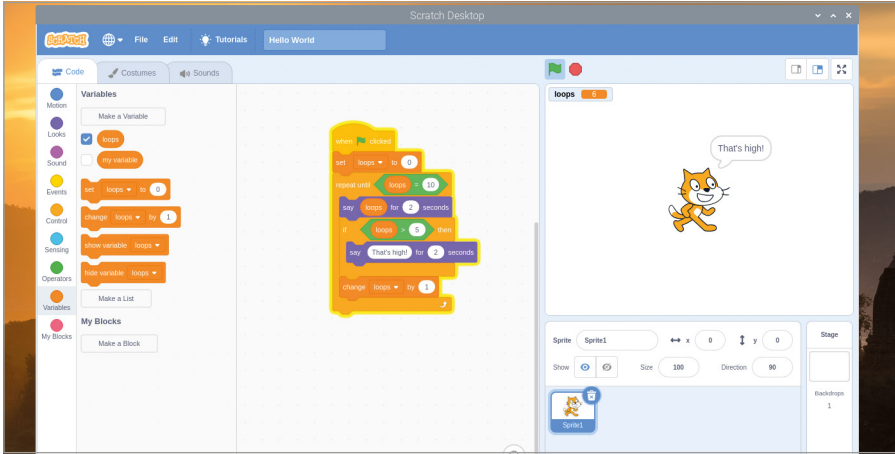 Scratch Desktop
SCRATCH File Edit Tutorials Hello World
Code Costumes Sounds
Motion
Looks
Sound
Events
Control
Sensing
Operators
Variables
My Blocks
Variables
Make a Variable
loops
my variable
set loops to 0
change loops by 1
show variable loops
hide variable loops
Make a List
My Blocks
Make a Block
when clicked
set loops to 0
repeat until loops = 10
say loops for 2 seconds
if loops > 5 then
say That's high! for 2 seconds
change loops by 1
loops 6
That's high!
Sprite Sprite1 x 0 y 0
Show Size 100 Direction 90
Sprite1
Stage
Backdrops
1